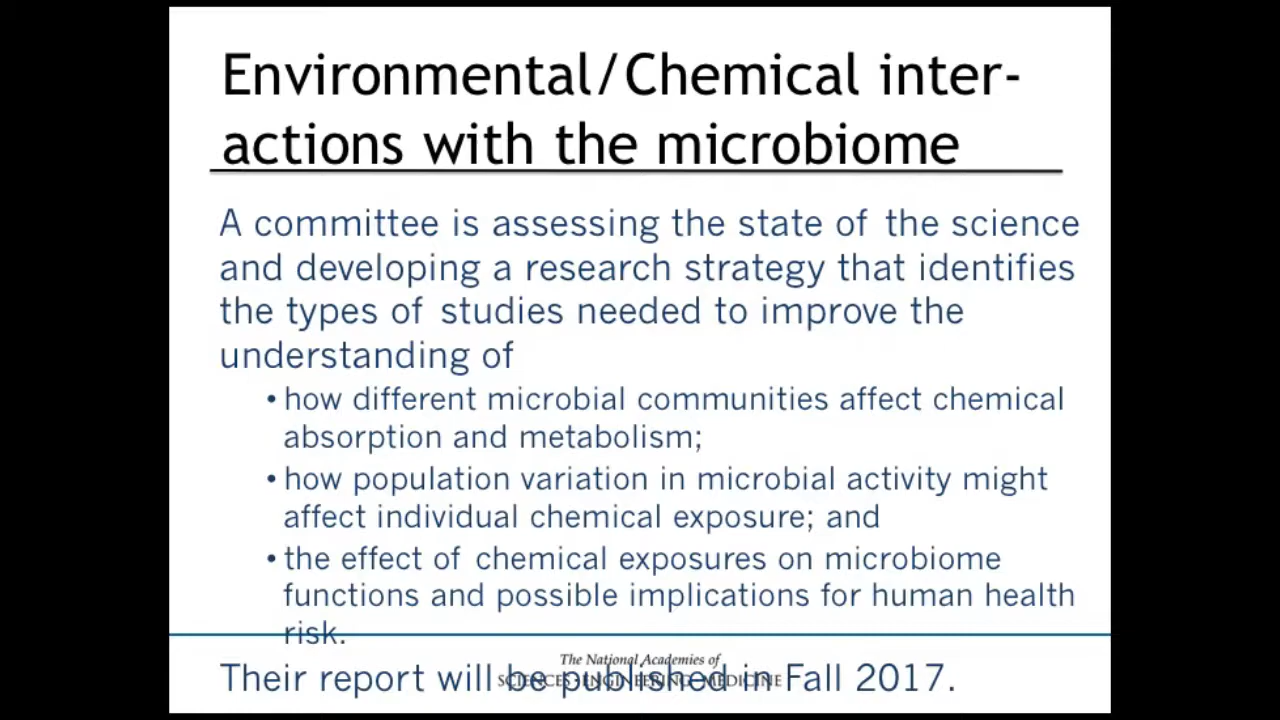 Environmental/Chemical inter-
actions with the microbiome
A committee is assessing the state of the science
and developing a research strategy that identifies
the types of studies needed to improve the
understanding of
• how different microbial communities affect chemical
absorption and metabolism;
• how population variation in microbial activity might
affect individual chemical exposure; and
• the effect of chemical exposures on microbiome
functions and possible implications for human health
risk.
The National Academies of
SCIENCES • ENGINEERING • MEDICINE
Their report will be published in Fall 2017.